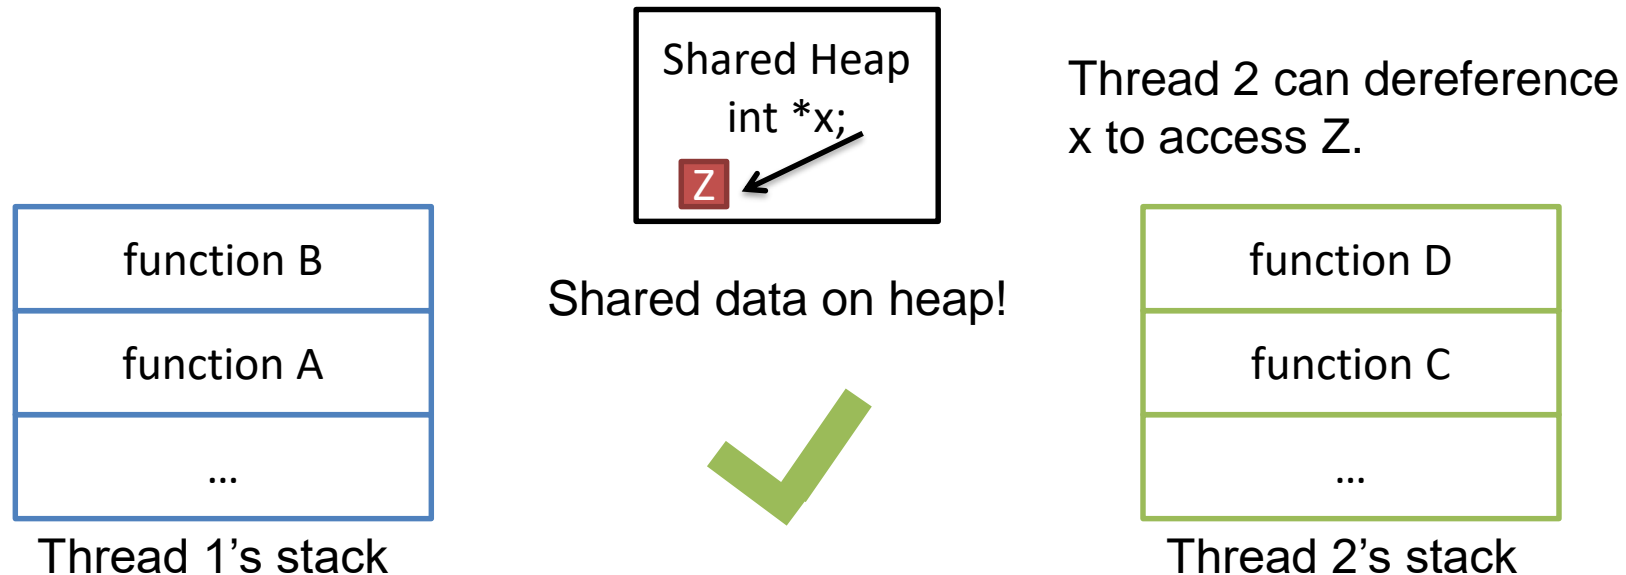 Shared Heap
int *x;
Z
Thread 2 can dereference
x to access Z.
Shared data on heap!
function B
function A
...
Thread 1’s stack
function D
function C
...
Thread 2’s stack